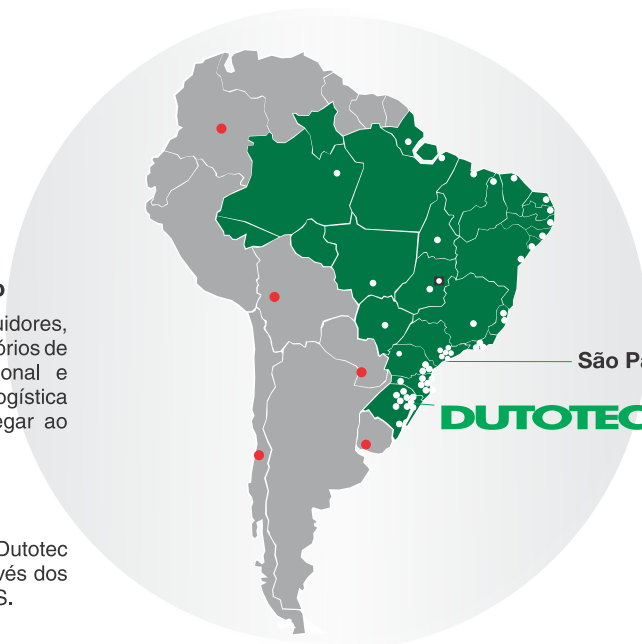 o
uidores,
órios de
onal e
ogística
egar ao
São Pa
DUTOTEC
Dutotec
vés dos
S.